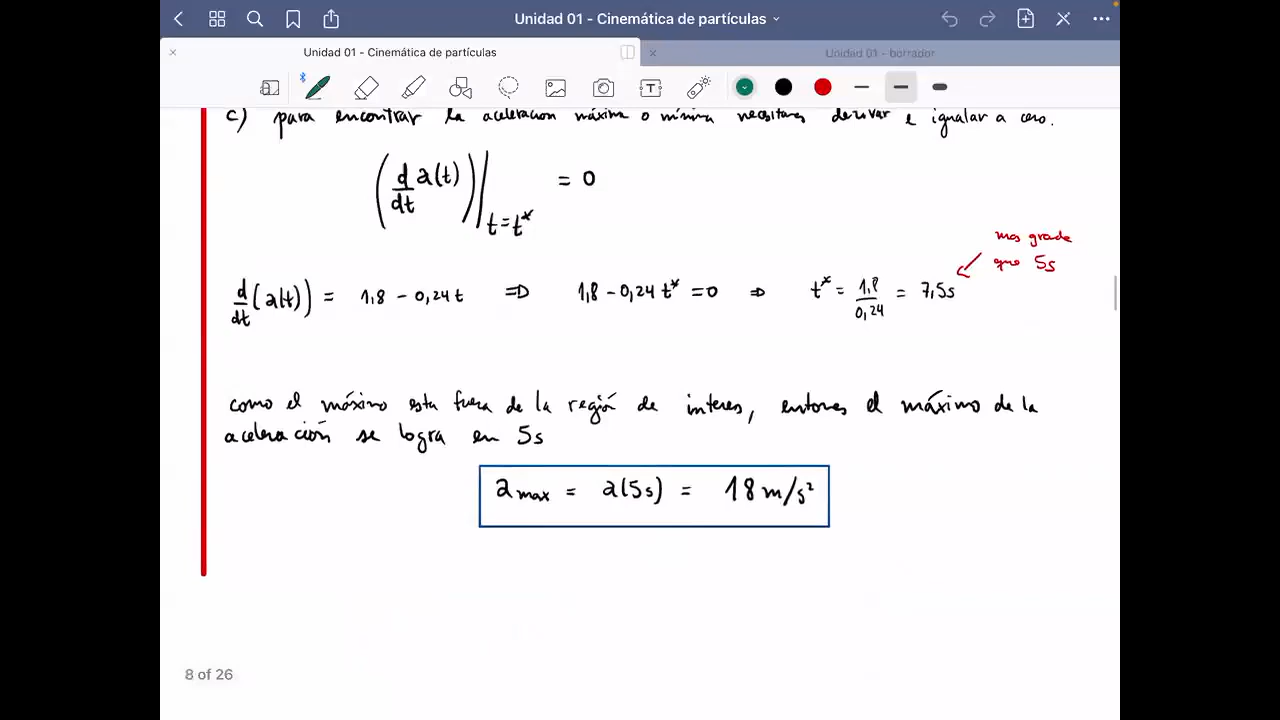 Unidad 01 - Cinemática de partículas
Unidad 01 - Cinemática de partículas
Unidad 01 - borrador
T
c) para encontrar la aceleracion máxima o mínima necesitamos derivar e igualar a cero.
(d/dt a(t))|t=t* = 0
mas grade
que 5s
d/dt (a(t)) = 1,8 - 0,24 t ⇒ 1,8 - 0,24 t* = 0 ⇒ t* = 1,8/0,24 = 7,5s
como el máximo esta fuera de la región de interes, entonces el máximo de la
aceleración se logra en 5s
a max = a(5s) = 18 m/s²
8 of 26